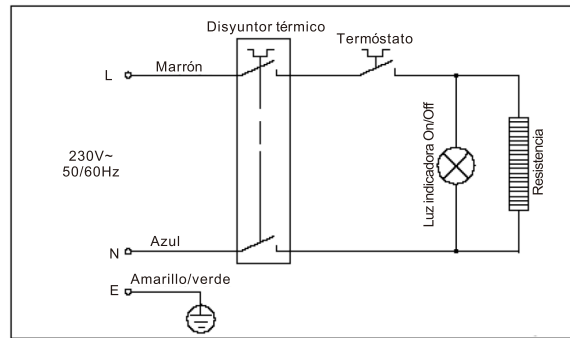 Disyuntor térmico
Termóstato
L
Marrón
230V~
50/60Hz
Luz indicadora On/Off
Resistencia
N
Azul
E
Amarillo/verde